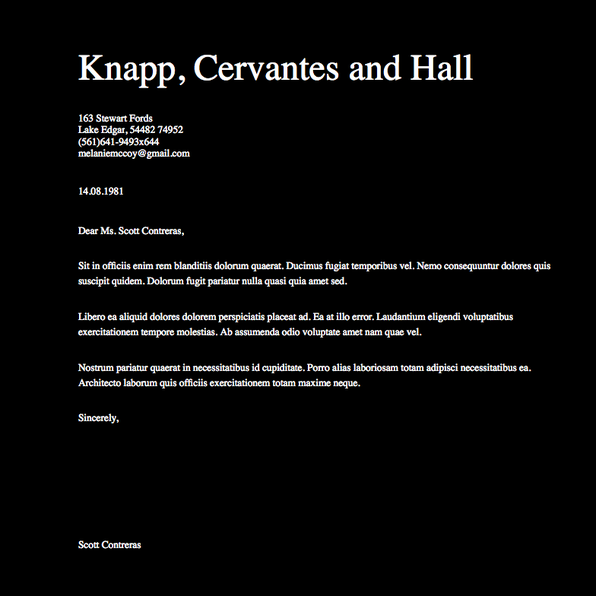 Knapp, Cervantes and Hall
163 Stewart Fords
Lake Edgar, 54482 74952
(561)641-9493x644
melaniemccoy@gmail.com
14.08.1981
Dear Ms. Scott Contreras,
Sit in officiis enim rem blanditiis dolorum quaerat. Ducimus fugiat temporibus vel. Nemo consequuntur dolores quis
suscipit quidem. Dolorum fugit pariatur nulla quasi quia amet sed.
Libero ea aliquid dolores dolorem perspiciatis placeat ad. Ea at illo error. Laudantium eligendi voluptatibus
exercitationem tempore molestias. Ab assumenda odio voluptate amet nam quae vel.
Nostrum pariatur quaerat in necessitatibus id cupiditate. Porro alias laboriosam totam adipisci necessitatibus ea.
Architecto laborum quis officiis exercitationem totam maxime neque.
Sincerely,
Scott Contreras